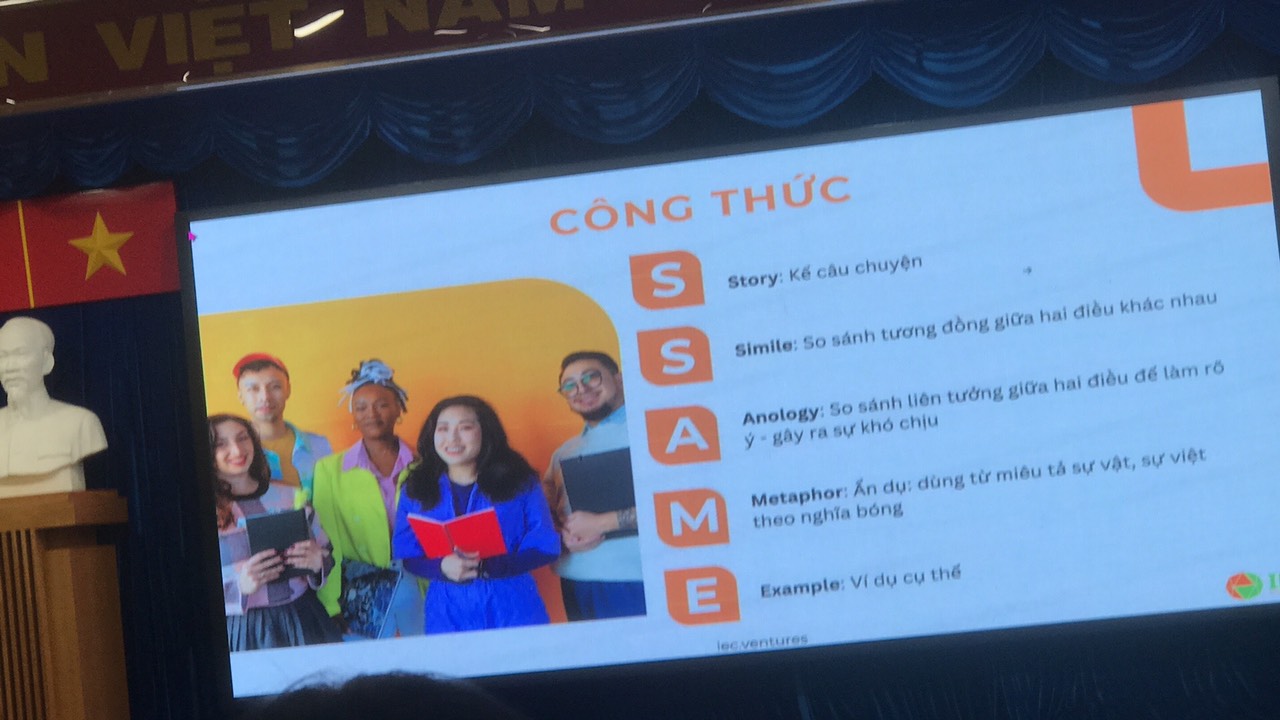 VIỆT NAM
CÔNG THỨC
S
Story: Kể câu chuyện
S
Simile: So sánh tương đồng giữa hai điều khác nhau
A
Anology: So sánh liên tưởng giữa hai điều để làm rõ
ý - gây ra sự khó chịu
M
Metaphor: Ẩn dụ: dùng từ miêu tả sự vật, sự việt
theo nghĩa bóng
E
Example: Ví dụ cụ thể
iec.ventures